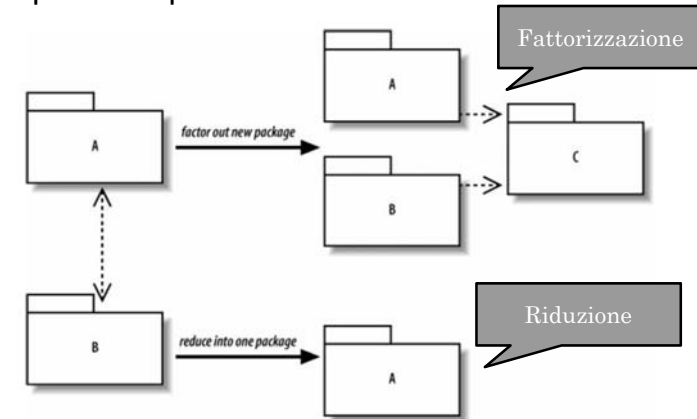 Fattorizzazione
A
A
factor out new package
C
B
B
Riduzione
reduce into one package
A